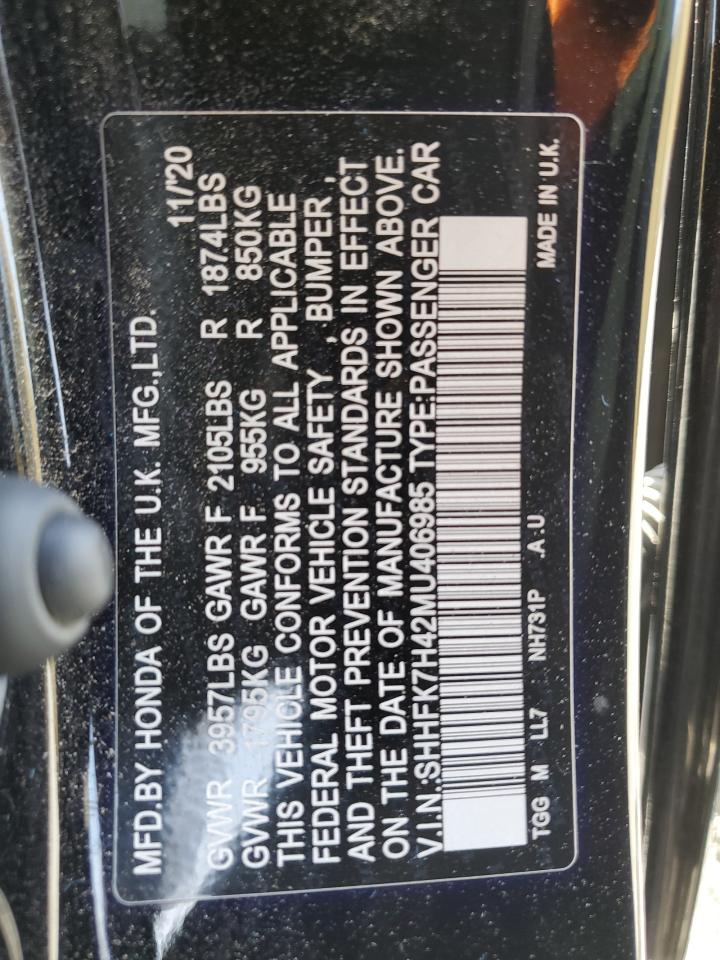 MFD.BY HONDA OF THE U.K. MFG.,LTD.
11/20
GVWR 3957LBS GAWR F 2105LBS R 1874LBS
GVWR 1795KG GAWR F 955KG R 850KG
THIS VEHICLE CONFORMS TO ALL APPLICABLE
FEDERAL MOTOR VEHICLE SAFETY , BUMPER ,
AND THEFT PREVENTION STANDARDS IN EFFECT
ON THE DATE OF MANUFACTURE SHOWN ABOVE.
V.I.N.:SHHFK7H42MU406985 TYPE:PASSENGER CAR
TGG M LL7 NH731P A.U MADE IN U.K.